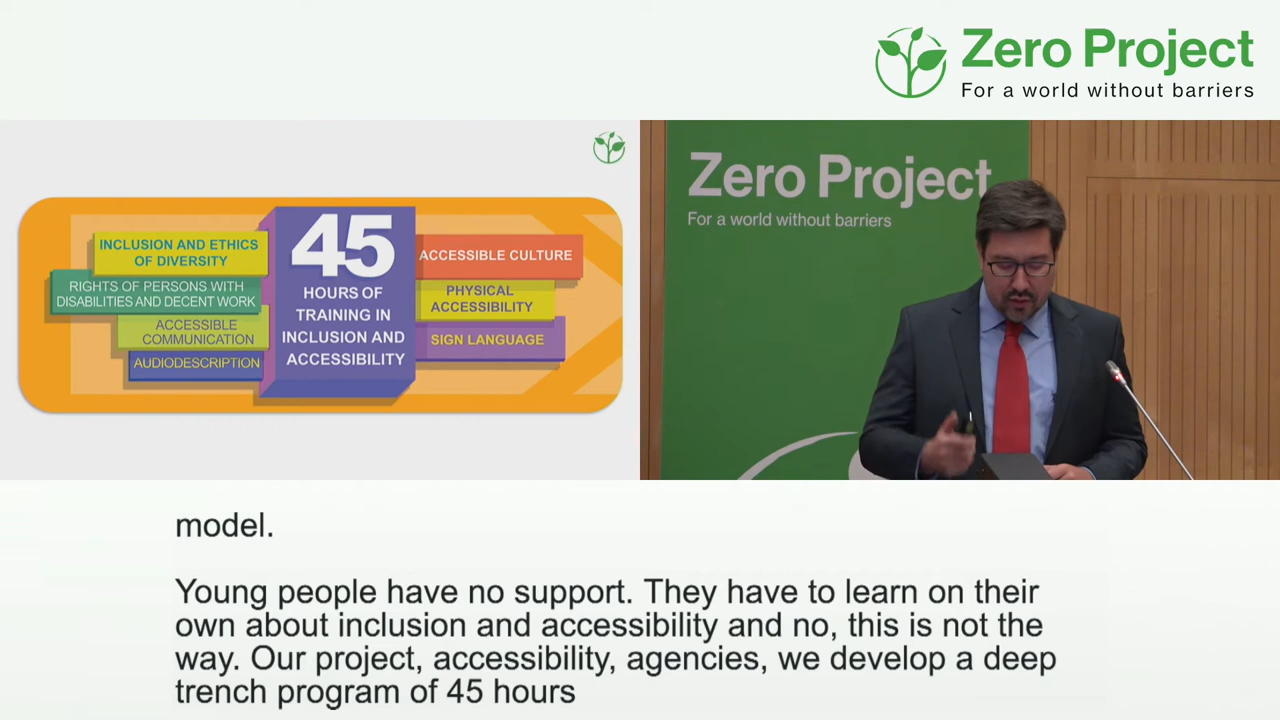 Zero Project
For a world without barriers
INCLUSION AND ETHICS
OF DIVERSITY
RIGHTS OF PERSONS WITH
DISABILITIES AND DECENT WORK
ACCESSIBLE
COMMUNICATION
AUDIODESCRIPTION
45
HOURS OF
TRAINING IN
INCLUSION AND
ACCESSIBILITY
ACCESSIBLE CULTURE
PHYSICAL
ACCESSIBILITY
SIGN LANGUAGE
Zero Project
For a world without barriers
model.
Young people have no support. They have to learn on their
own about inclusion and accessibility and no, this is not the
way. Our project, accessibility, agencies, we develop a deep
trench program of 45 hours